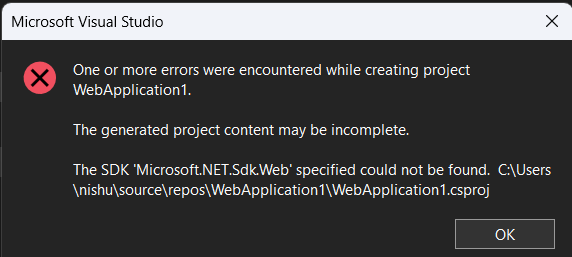 Microsoft Visual Studio
One or more errors were encountered while creating project
WebApplication1.
The generated project content may be incomplete.
The SDK 'Microsoft.NET.Sdk.Web' specified could not be found.  C:\Users
\nishu\source\repos\WebApplication1\WebApplication1.csproj
OK